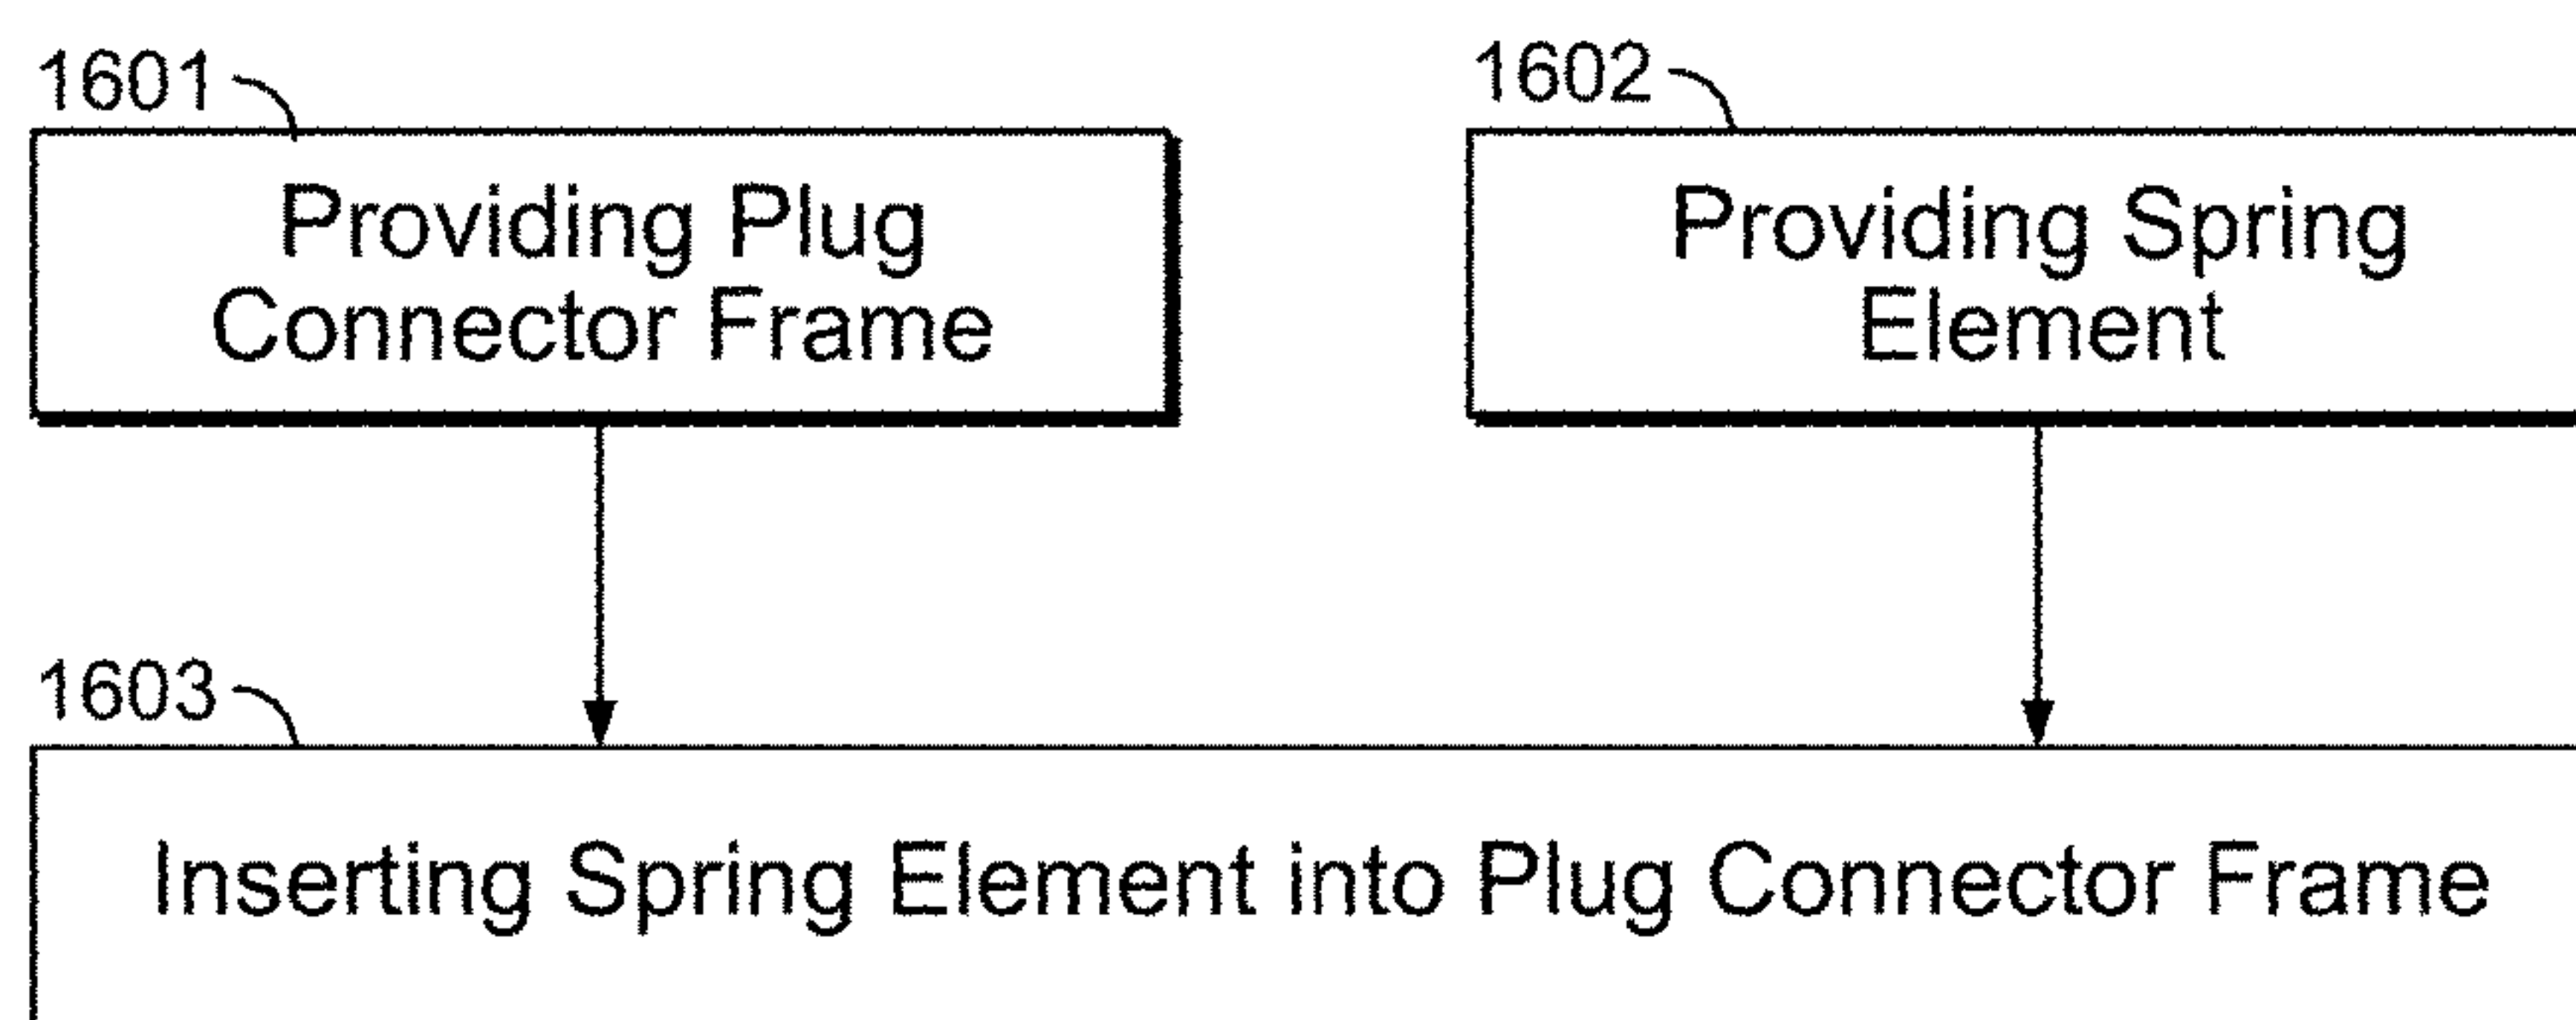 1601
Providing Plug
Connector Frame
1602
Providing Spring
Element
1603
Inserting Spring Element into Plug Connector Frame